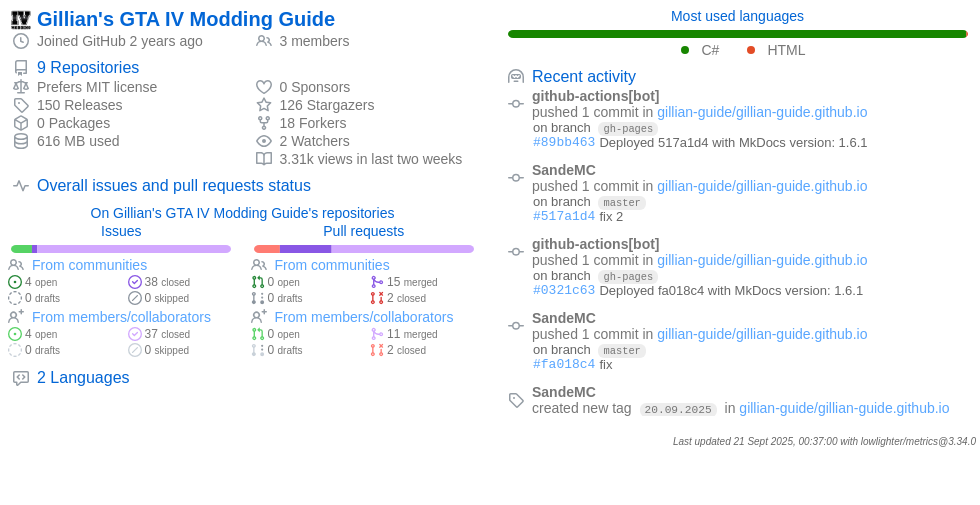 Gillian's GTA IV Modding Guide
Joined GitHub 2 years ago
3 members
9 Repositories
Prefers MIT license
150 Releases
0 Packages
616 MB used
0 Sponsors
126 Stargazers
18 Forkers
2 Watchers
3.31k views in last two weeks
Overall issues and pull requests status
On Gillian's GTA IV Modding Guide's repositories
Issues
From communities
4 open
38 closed
0 drafts
0 skipped
From members/collaborators
4 open
37 closed
0 drafts
0 skipped
Pull requests
From communities
0 open
15 merged
0 drafts
2 closed
From members/collaborators
0 open
11 merged
0 drafts
2 closed
2 Languages
Most used languages
C# HTML
Recent activity
github-actions[bot]
pushed 1 commit in gillian-guide/gillian-guide.github.io
on branch gh-pages
#89bb463 Deployed 517a1d4 with MkDocs version: 1.6.1
SandeMC
pushed 1 commit in gillian-guide/gillian-guide.github.io
on branch master
#517a1d4 fix 2
github-actions[bot]
pushed 1 commit in gillian-guide/gillian-guide.github.io
on branch gh-pages
#0321c63 Deployed fa018c4 with MkDocs version: 1.6.1
SandeMC
pushed 1 commit in gillian-guide/gillian-guide.github.io
on branch master
#fa018c4 fix
SandeMC
created new tag 20.09.2025 in gillian-guide/gillian-guide.github.io
Last updated 21 Sept 2025, 00:37:00 with lowlighter/metrics@3.34.0